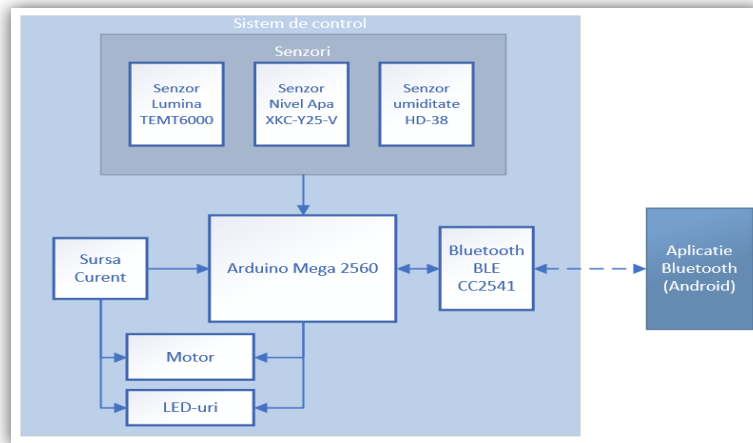 Sistem de control
Senzori
Senzor
Lumina
TEMT6000
Senzor
Nivel Apa
XKC-Y25-V
Senzor
umiditate
HD-38
Sursa
Curent
Arduino Mega 2560
Bluetooth
BLE
CC2541
Aplicatie
Bluetooth
(Android)
Motor
LED-uri